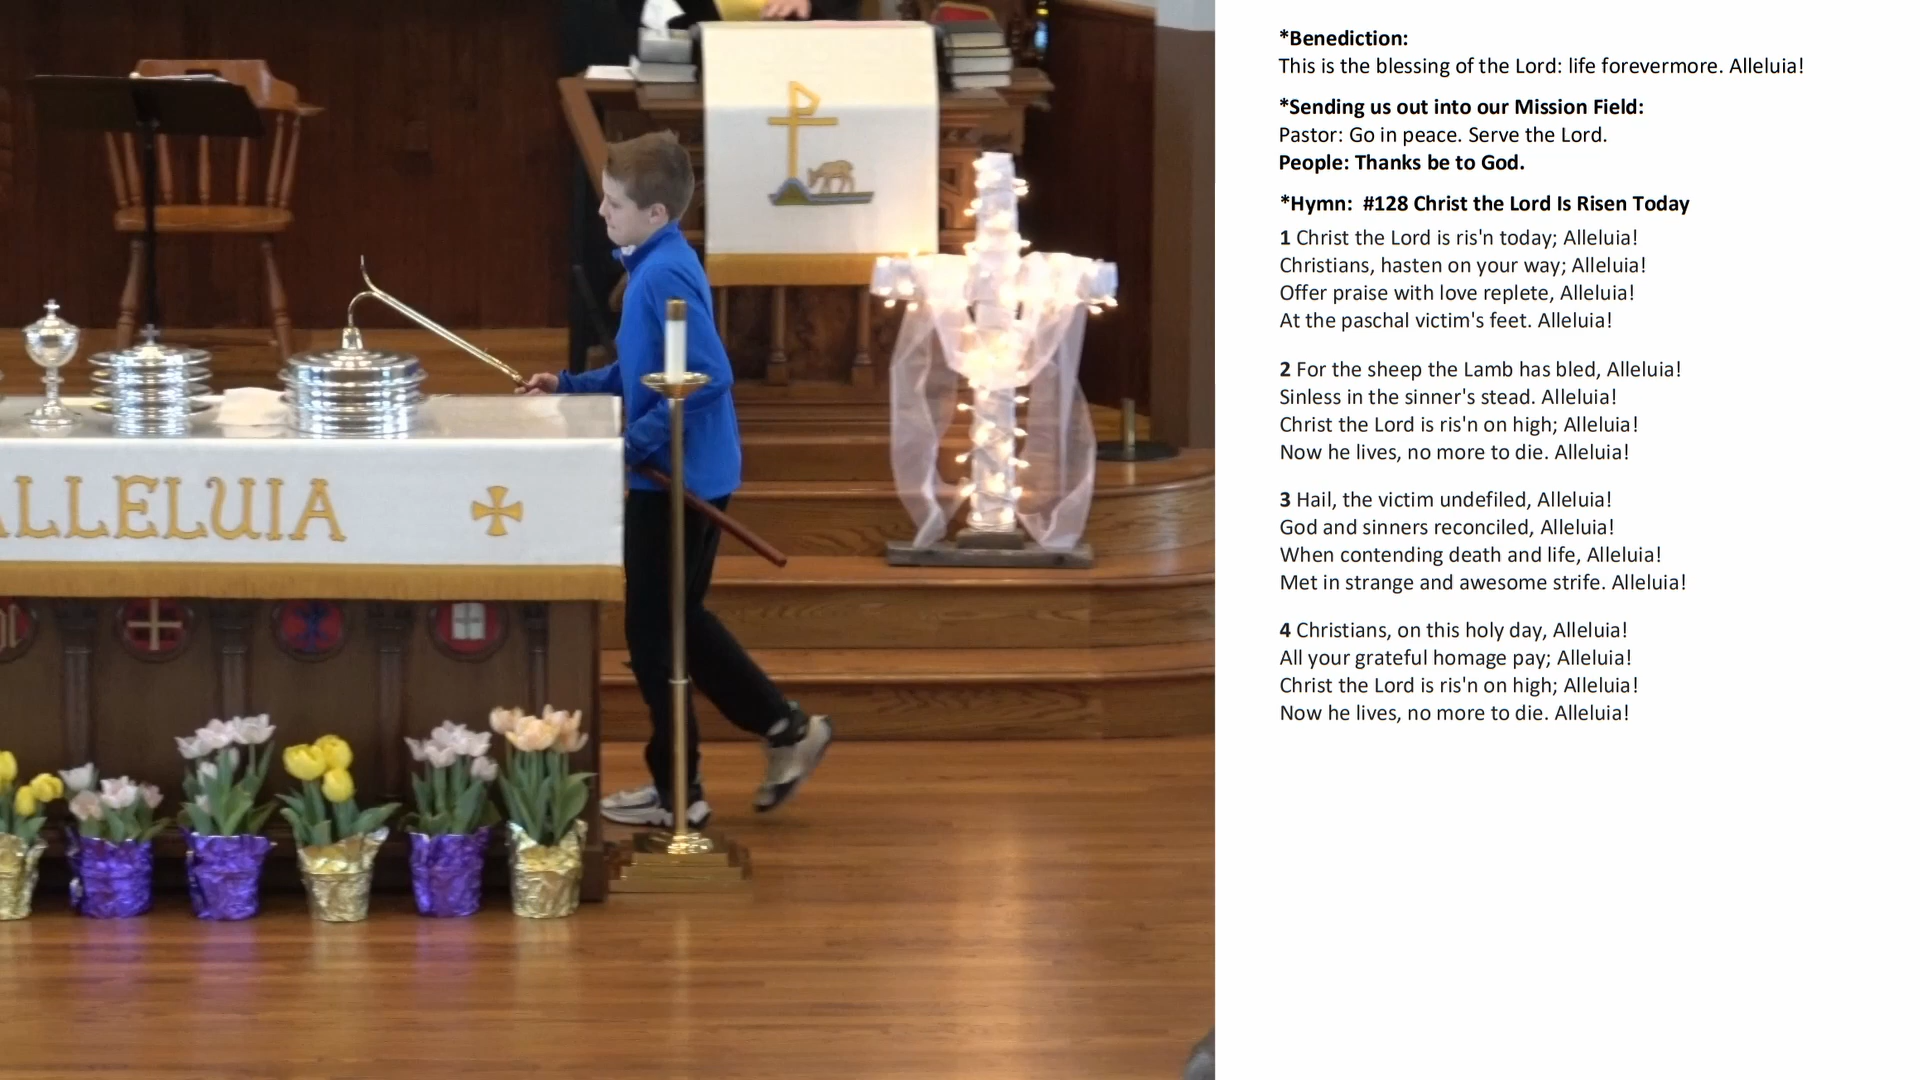 ALLELUIA
*Benediction:
This is the blessing of the Lord: life forevermore. Alleluia!
*Sending us out into our Mission Field:
Pastor: Go in peace. Serve the Lord.
People: Thanks be to God.
*Hymn: #128 Christ the Lord Is Risen Today
1 Christ the Lord is ris'n today; Alleluia!
Christians, hasten on your way; Alleluia!
Offer praise with love replete, Alleluia!
At the paschal victim's feet. Alleluia!
2 For the sheep the Lamb has bled, Alleluia!
Sinless in the sinner's stead. Alleluia!
Christ the Lord is ris'n on high; Alleluia!
Now he lives, no more to die. Alleluia!
3 Hail, the victim undefiled, Alleluia!
God and sinners reconciled, Alleluia!
When contending death and life, Alleluia!
Met in strange and awesome strife. Alleluia!
4 Christians, on this holy day, Alleluia!
All your grateful homage pay; Alleluia!
Christ the Lord is ris'n on high; Alleluia!
Now he lives, no more to die. Alleluia!